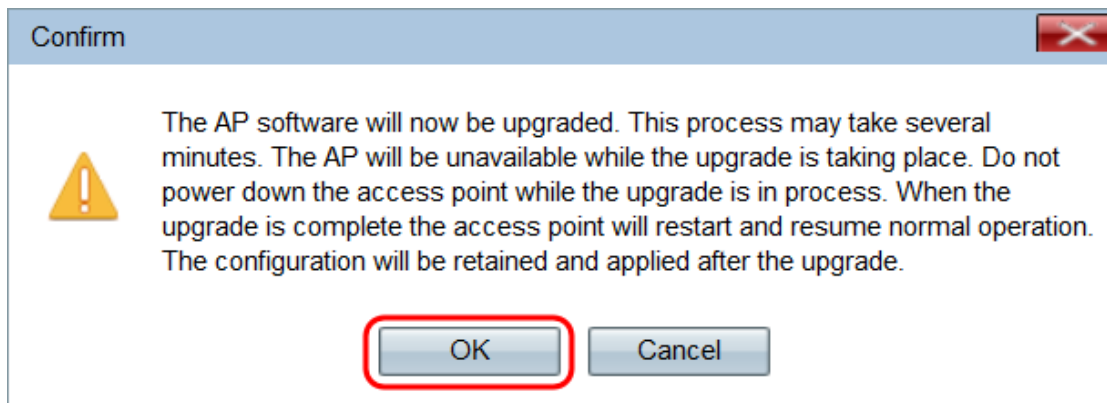 Confirm
The AP software will now be upgraded. This process may take several
minutes. The AP will be unavailable while the upgrade is taking place. Do not
power down the access point while the upgrade is in process. When the
upgrade is complete the access point will restart and resume normal operation.
The configuration will be retained and applied after the upgrade.
OK
Cancel